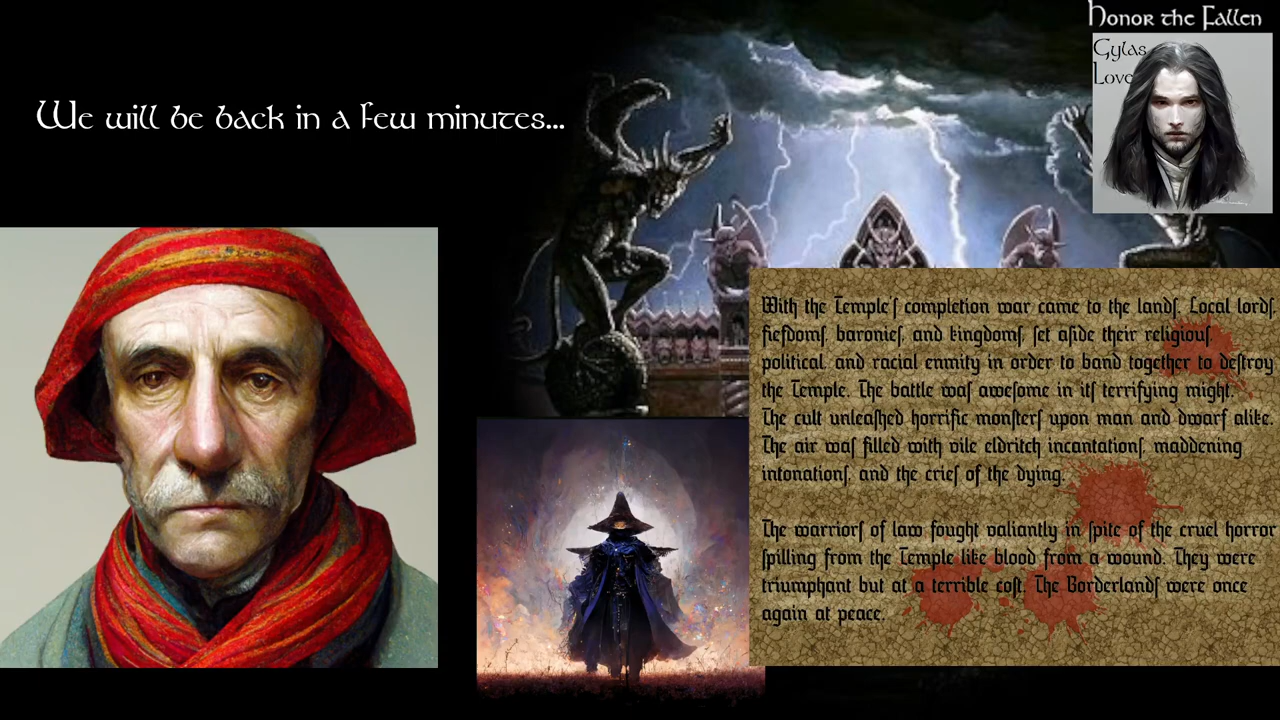 Honor the Fallen
Gylas
Love
We will be back in a few minutes...
With the Temple's completion war came to the lands. Local lords,
fiefdoms, baronies, and kingdoms, set aside their religious,
political, and racial enmity in order to band together to destroy
the Temple. The battle was awesome in its terrifying might.
The cult unleashed horrific monsters upon man and dwarf alike.
The air was filled with vile eldritch incantations, maddening
intonations, and the cries of the dying.
The warriors of law fought valiantly in spite of the cruel horror
spilling from the Temple like blood from a wound. They were
triumphant but at a terrible cost. The Borderlands were once
again at peace.